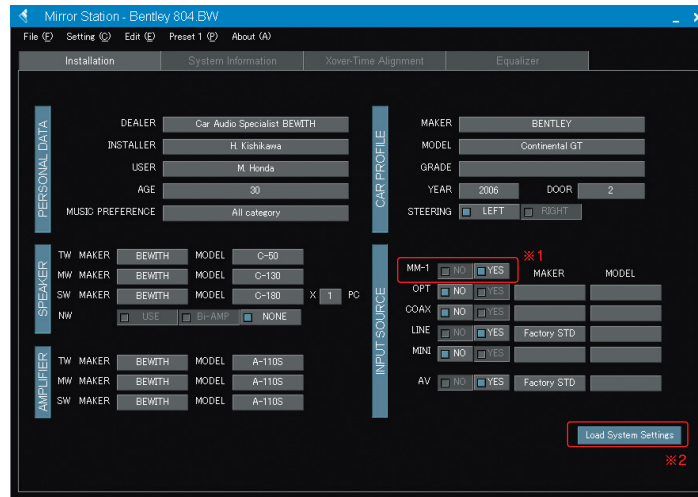 Mirror Station - Bentley 804.BW
File (F) Setting (C) Edit (E) Preset 1 (P) About (A)
Installation System Information Xover-Time Alignment Equalizer
PERSONAL DATA
DEALER Car Audio Specialist BEWITH
INSTALLER H. Kishikawa
USER M. Honda
AGE 30
MUSIC PREFERENCE All category
CAR PROFILE
MAKER BENTLEY
MODEL Continental GT
GRADE
YEAR 2006 DOOR 2
STEERING LEFT RIGHT
SPEAKER
TW MAKER BEWITH MODEL C-50
MW MAKER BEWITH MODEL C-130
SW MAKER BEWITH MODEL C-180 X 1 PC
NW USE Bi-AMP NONE
AMPLIFIER
TW MAKER BEWITH MODEL A-110S
MW MAKER BEWITH MODEL A-110S
SW MAKER BEWITH MODEL A-110S
INPUT SOURCE
※1
MM-1 NO YES MAKER MODEL
OPT NO YES
COAX NO YES
LINE NO YES Factory STD
MINI NO YES
AV NO YES Factory STD
Load System Settings
※2